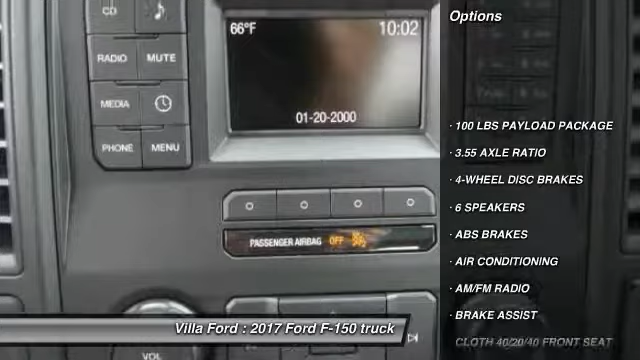 CD
66°F 10:02
RADIO MUTE
MEDIA
01-20-2000
PHONE MENU
PASSENGER AIRBAG OFF
VOL
Villa Ford : 2017 Ford F-150 truck
Options
· 100 LBS PAYLOAD PACKAGE
· 3.55 AXLE RATIO
· 4-WHEEL DISC BRAKES
· 6 SPEAKERS
· ABS BRAKES
· AIR CONDITIONING
· AM/FM RADIO
· BRAKE ASSIST
· CLOTH 40/20/40 FRONT SEAT